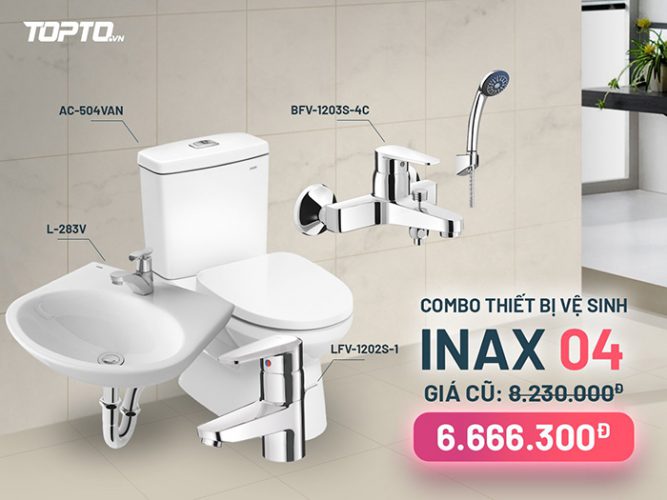 TOPTO.VN
AC-504VAN
BFV-1203S-4C
L-283V
COMBO THIẾT BỊ VỆ SINH
INAX 04
LFV-1202S-1
GIÁ CŨ: 8.230.000Đ
6.666.300Đ